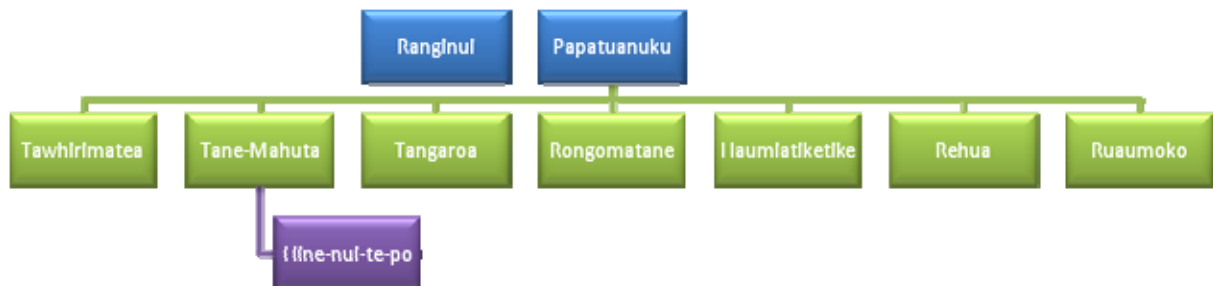 Ranginui
Papatuanuku
Tawhirimatea
Tane-Mahuta
Tangaroa
Rongomatane
Haumiatiketike
Rehua
Ruaumoko
Hine-nui-te-po